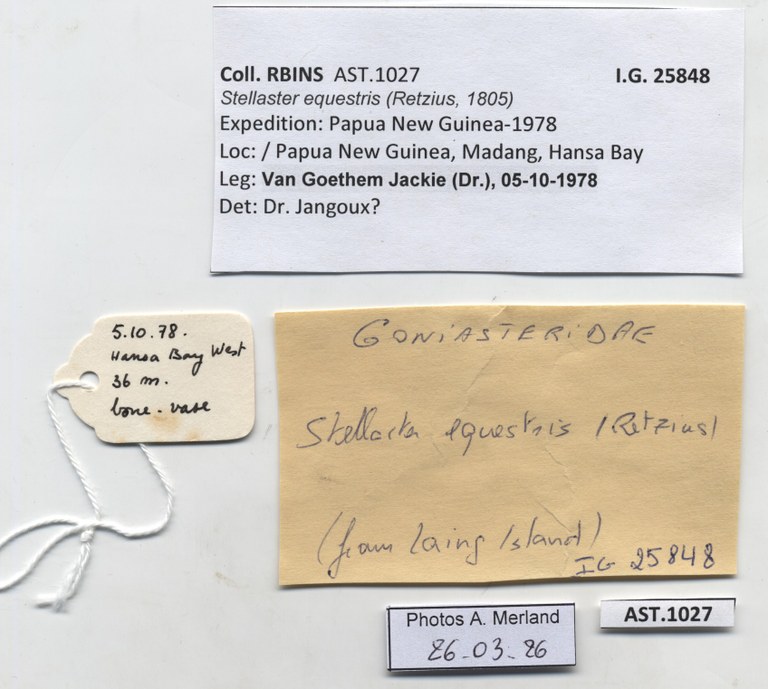 Coll. RBINS AST.1027 I.G. 25848
Stellaster equestris (Retzius, 1805)
Expedition: Papua New Guinea-1978
Loc: / Papua New Guinea, Madang, Hansa Bay
Leg: Van Goethem Jackie (Dr.), 05-10-1978
Det: Dr. Jangoux?
5.10.78.
Hansa Bay West
36 m.
boue-vase
GONIASTERIDAE
Stellaster equestris (Retzius)
(from Laing Island)
IG 25848
Photos A. Merland
26-03-26
AST.1027